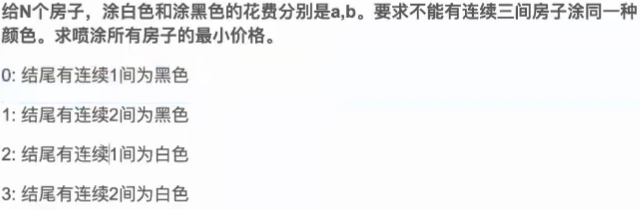 给N个房子，涂白色和涂黑色的花费分别是a,b。要求不能有连续三间房子涂同一种
颜色。求喷涂所有房子的最小价格。
0: 结尾有连续1间为黑色
1: 结尾有连续2间为黑色
2: 结尾有连续1间为白色
3: 结尾有连续2间为白色